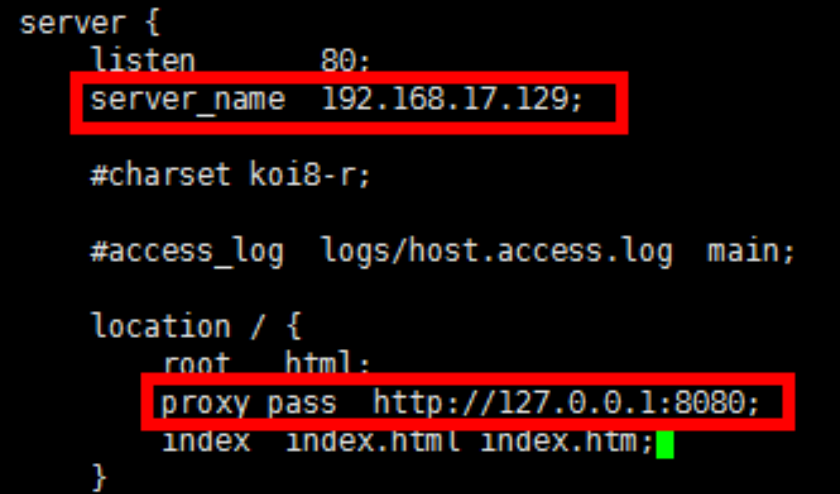 server {
    listen       80;
    server_name  192.168.17.129;
    #charset koi8-r;
    #access_log  logs/host.access.log  main;
    location / {
        root   html;
        proxy_pass  http://127.0.0.1:8080;
        index  index.html index.htm;
    }